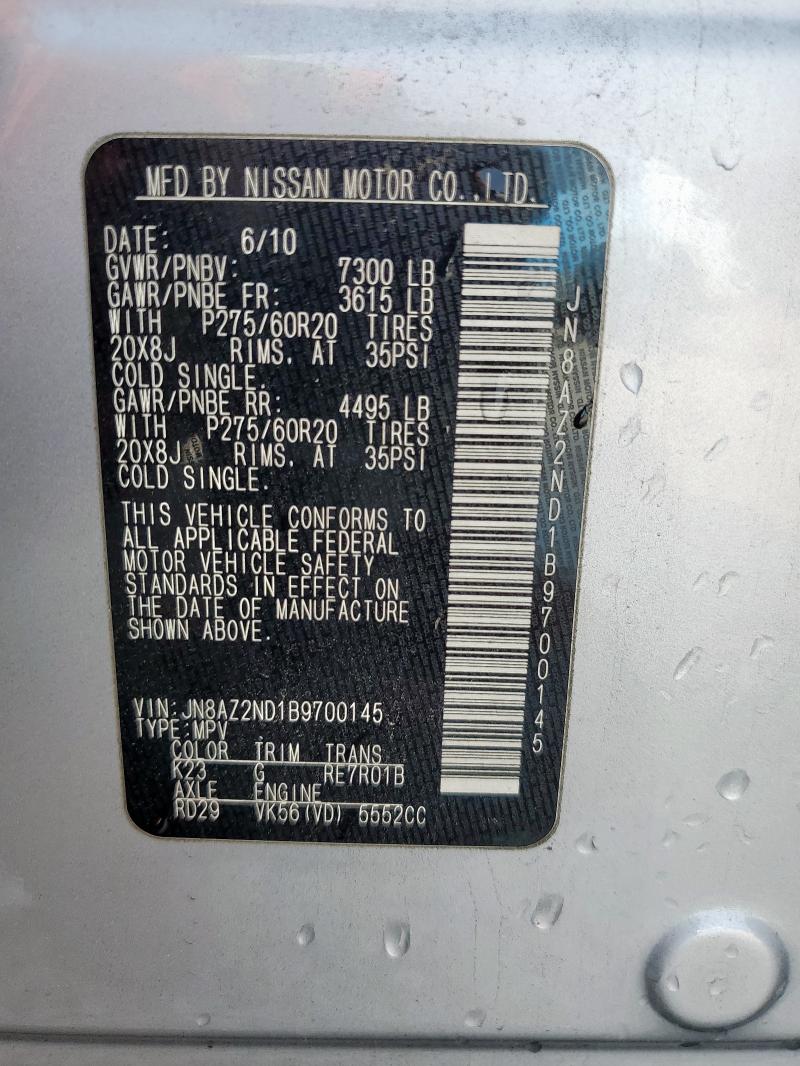 MFD BY NISSAN MOTOR CO.,LTD.
DATE: 6/10
GVWR/PNBV: 7300 LB
GAWR/PNBE FR: 3615 LB
WITH P275/60R20 TIRES
20X8J RIMS, AT 35PSI
COLD SINGLE.
GAWR/PNBE RR: 4495 LB
WITH P275/60R20 TIRES
20X8J RIMS, AT 35PSI
COLD SINGLE.
THIS VEHICLE CONFORMS TO
ALL APPLICABLE FEDERAL
MOTOR VEHICLE SAFETY
STANDARDS IN EFFECT ON
THE DATE OF MANUFACTURE
SHOWN ABOVE.
VIN:JN8AZ2ND1B9700145
TYPE:MPV
COLOR TRIM TRANS
K23 G RE7R01B
AXLE ENGINE
RD29 VK56(VD) 5552CC
JN8AZ2ND1B9700145